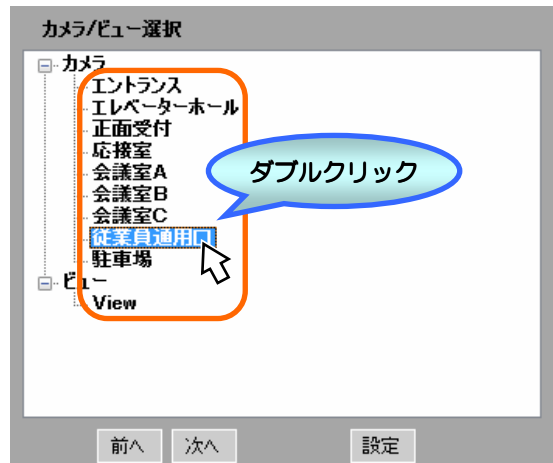 カメラ/ビュー選択
カメラ
エントランス
エレベーターホール
正面受付
応接室
会議室A
会議室B
会議室C
従業員通用口
駐車場
ビュー
View
ダブルクリック
前へ 次へ 設定